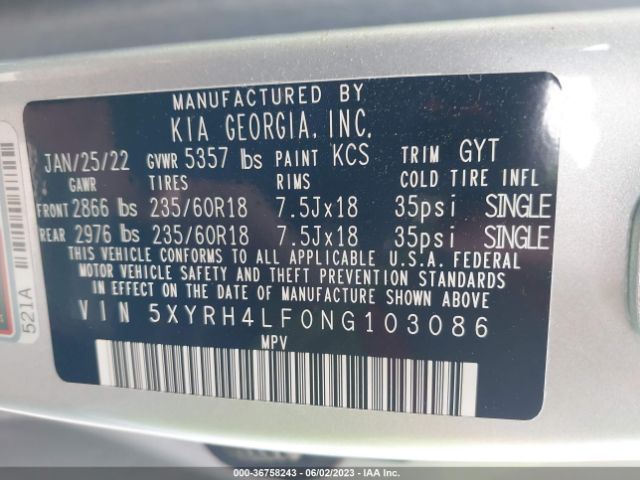 MANUFACTURED BY
KIA GEORGIA, INC.
JAN/25/22 GVWR 5357 lbs PAINT KCS TRIM GYT
GAWR TIRES RIMS COLD TIRE INFL
FRONT 2866 lbs 235/60R18 7.5Jx18 35psi SINGLE
REAR 2976 lbs 235/60R18 7.5Jx18 35psi SINGLE
THIS VEHICLE CONFORMS TO ALL APPLICABLE U.S.A. FEDERAL
MOTOR VEHICLE SAFETY AND THEFT PREVENTION STANDARDS
IN EFFECT ON THE DATE OF MANUFACTURE SHOWN ABOVE.
VIN 5XYRH4LF0NG103086
MPV
521A
000-36758243 - 06/02/2023 - IAA Inc.